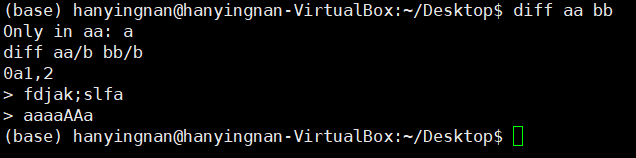 (base) hanyingnan@hanyingnan-VirtualBox:~/Desktop$ diff aa bb
Only in aa: a
diff aa/b bb/b
0a1,2
> fdjak;slfa
> aaaaAAa
(base) hanyingnan@hanyingnan-VirtualBox:~/Desktop$